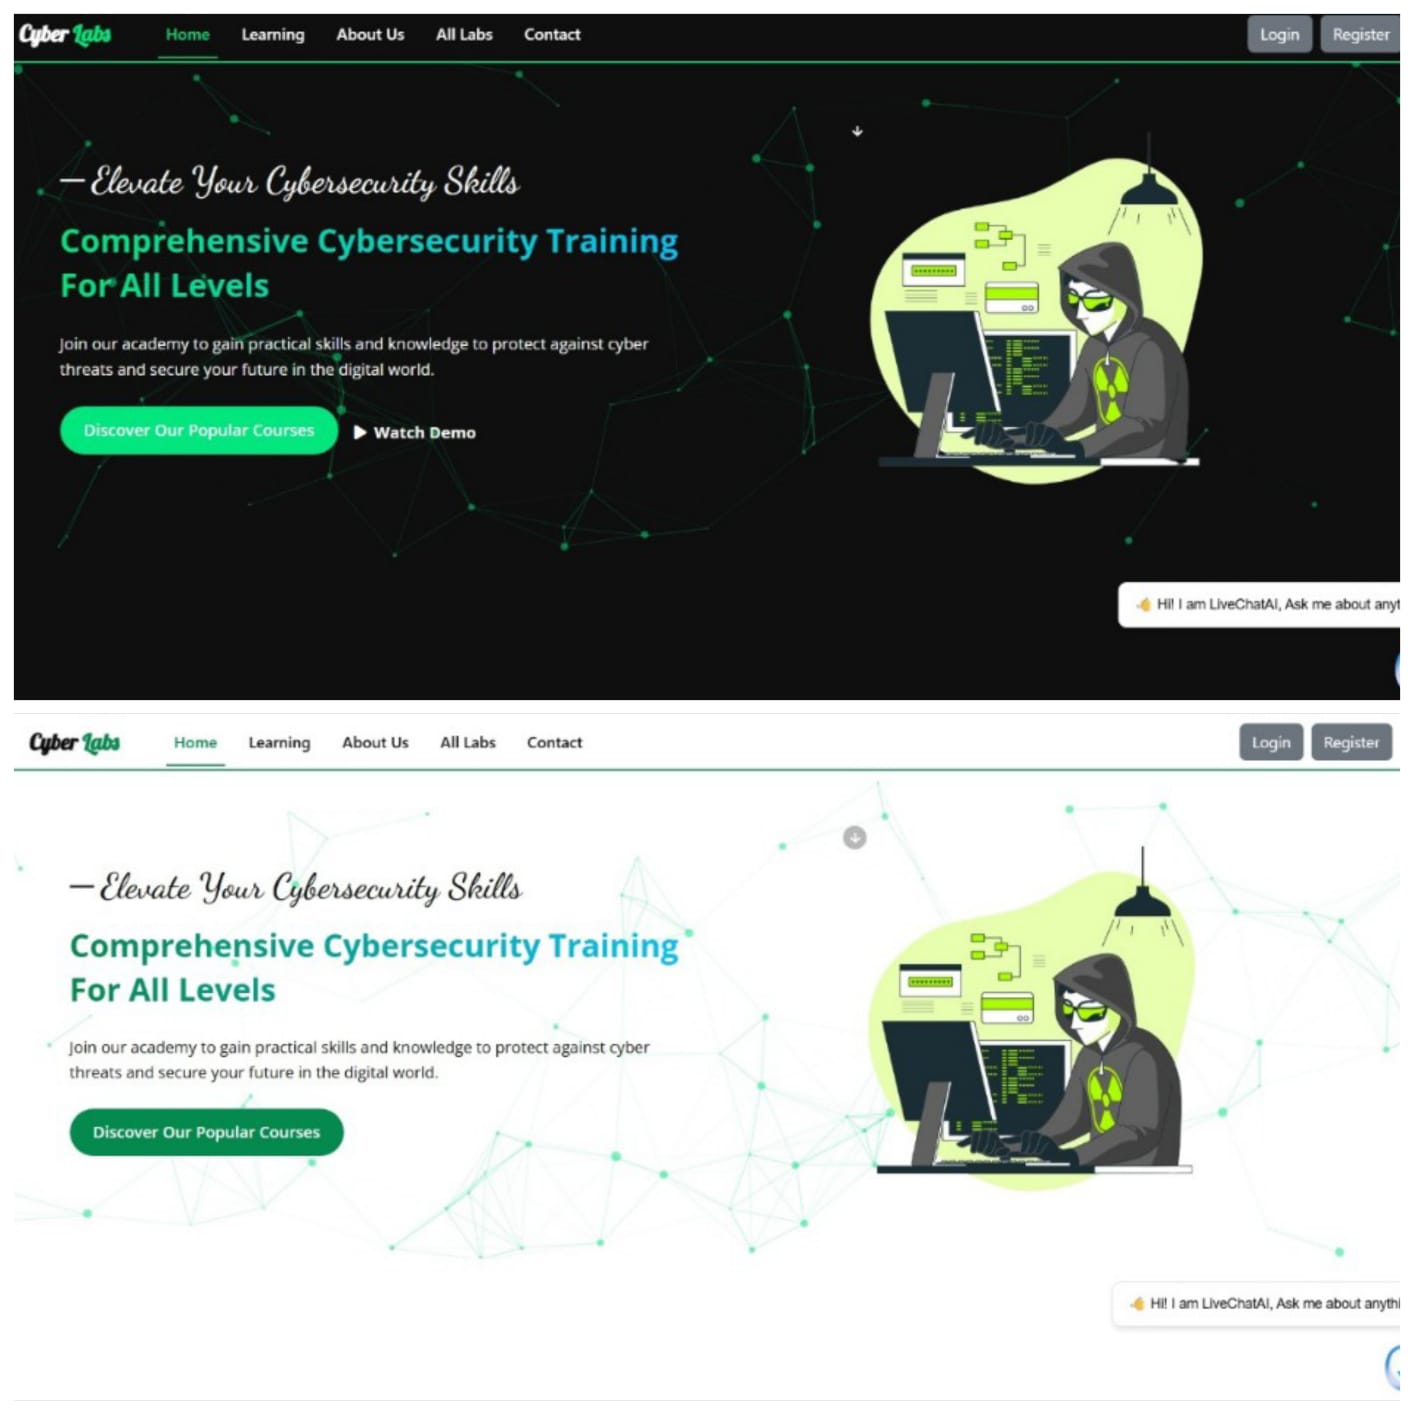 Cyber Labs Home Learning About Us All Labs Contact Login Register
— Elevate Your Cybersecurity Skills
Comprehensive Cybersecurity Training
For All Levels
Join our academy to gain practical skills and knowledge to protect against cyber
threats and secure your future in the digital world.
Discover Our Popular Courses Watch Demo
Hi! I am LiveChatAI, Ask me about anyt
Cyber Labs Home Learning About Us All Labs Contact Login Register
— Elevate Your Cybersecurity Skills
Comprehensive Cybersecurity Training
For All Levels
Join our academy to gain practical skills and knowledge to protect against cyber
threats and secure your future in the digital world.
Discover Our Popular Courses
Hi! I am LiveChatAI, Ask me about anythi